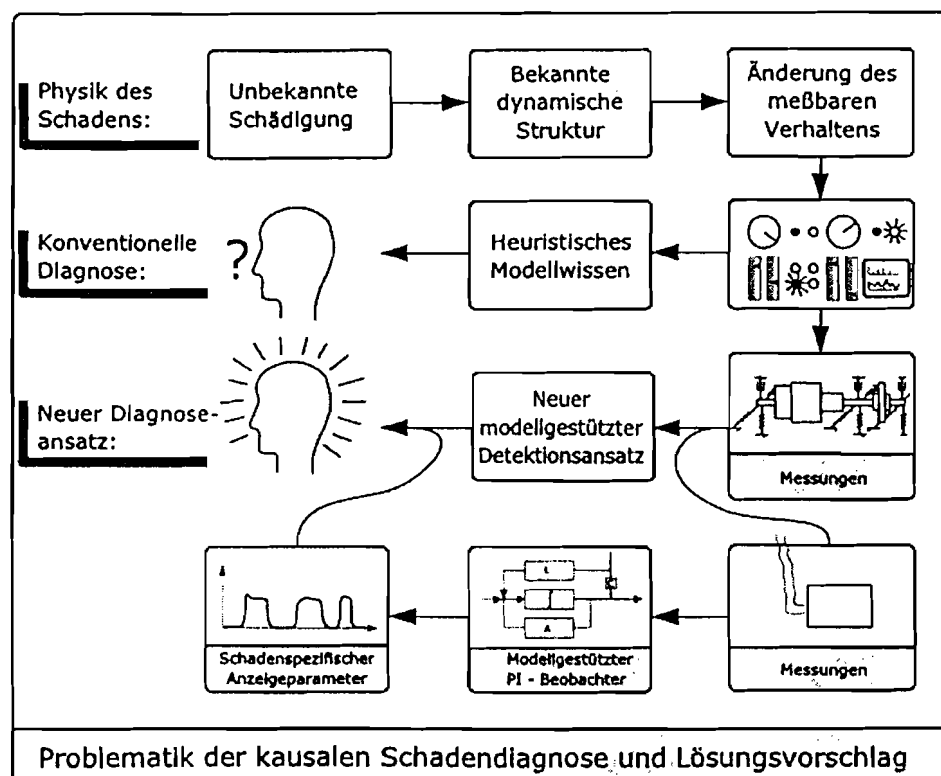 Physik des
Schadens:
Unbekannte
Schädigung
Bekannte
dynamische
Struktur
Änderung des
meßbaren
Verhaltens
Konventionelle
Diagnose:
?
Heuristisches
Modellwissen
Neuer Diagnose-
ansatz:
Neuer
modellgestützter
Detektionsansatz
Messungen
Schadenspezifischer
Anzeigeparameter
L
A
Modellgestützter
PI - Beobachter
Messungen
Problematik der kausalen Schadendiagnose und Lösungsvorschlag